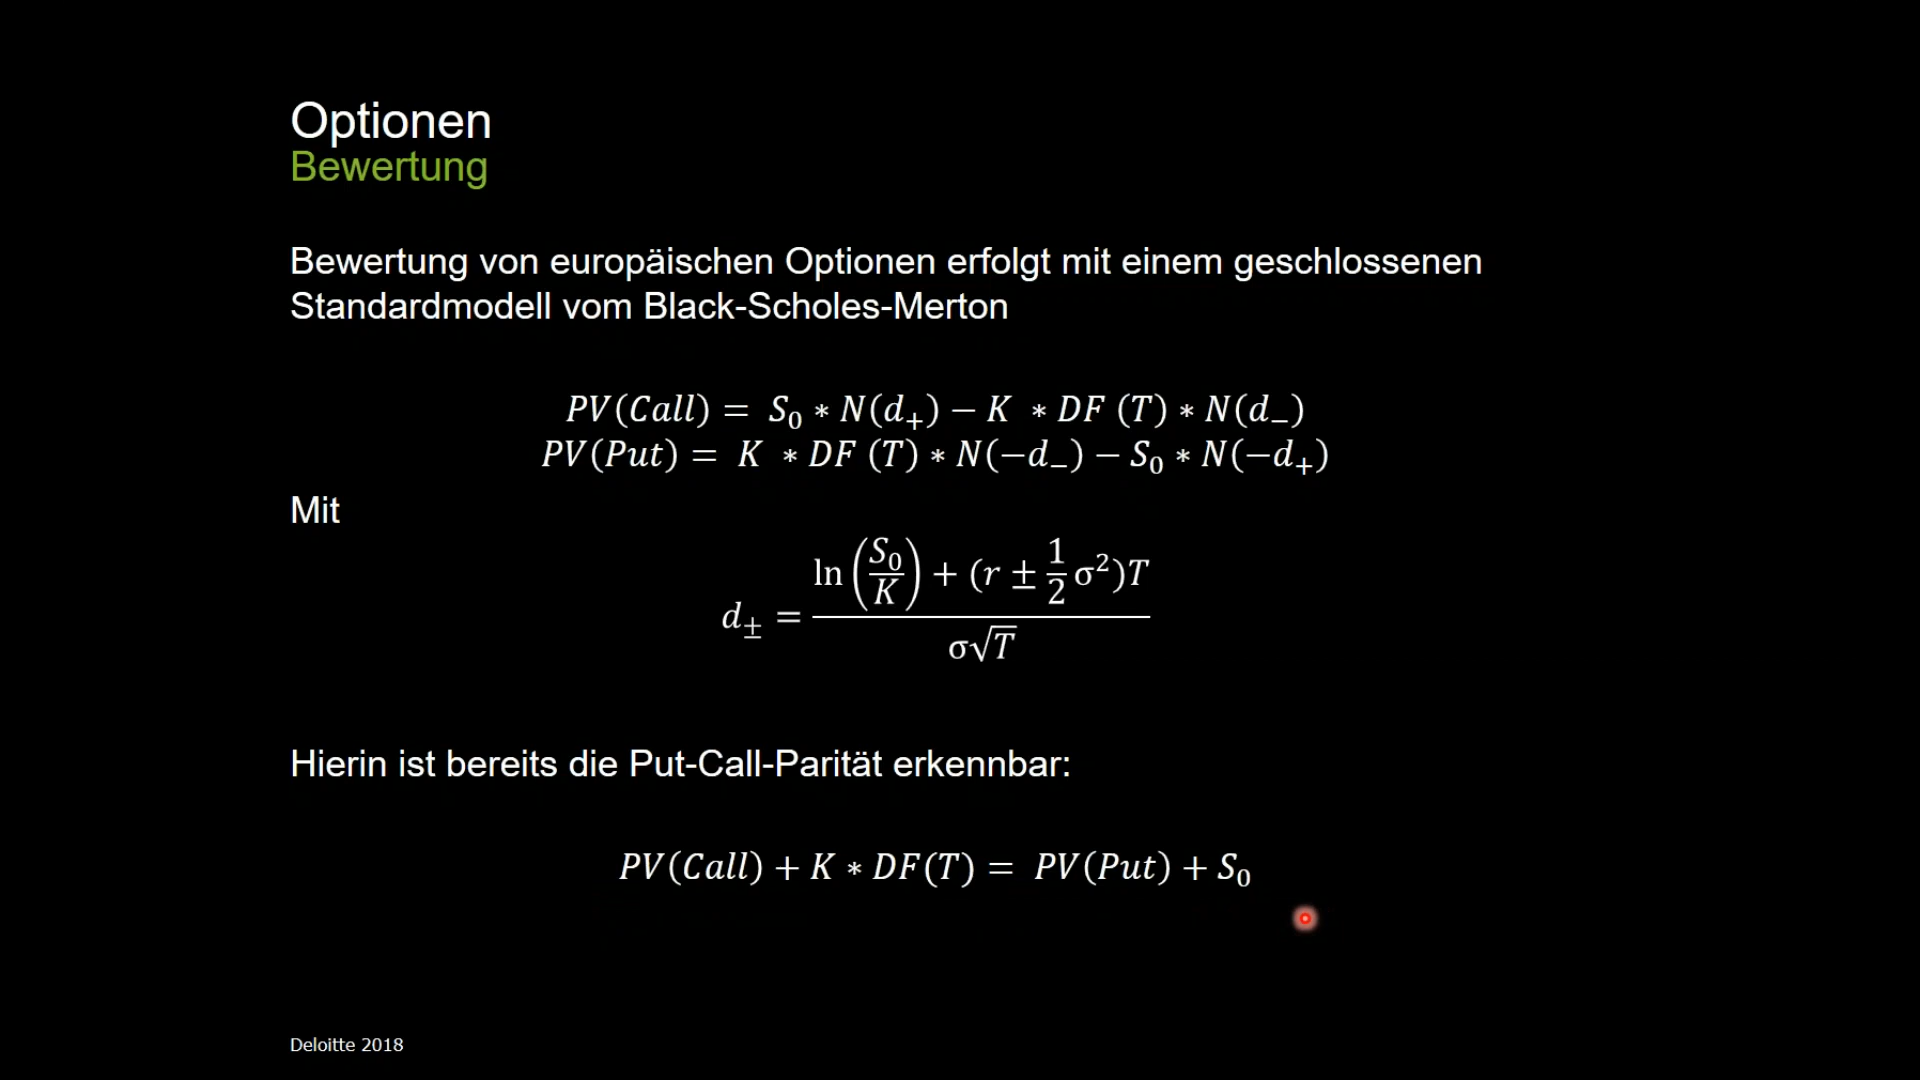 Optionen
Bewertung
Bewertung von europäischen Optionen erfolgt mit einem geschlossenen
Standardmodell vom Black-Scholes-Merton
PV(Call) = S₀ * N(d₊) − K * DF (T) * N(d₋)
PV(Put) = K * DF (T) * N(−d₋) − S₀ * N(−d₊)
Mit
d± = (ln(S₀/K) + (r ± ½σ²)T) / (σ√T)
Hierin ist bereits die Put-Call-Parität erkennbar:
PV(Call) + K * DF(T) = PV(Put) + S₀
Deloitte 2018